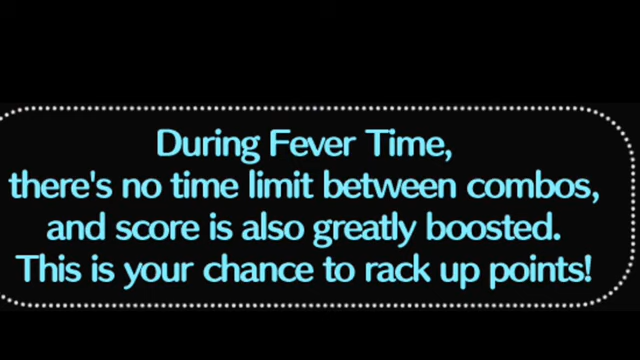 During Fever Time,
there's no time limit between combos,
and score is also greatly boosted.
This is your chance to rack up points!